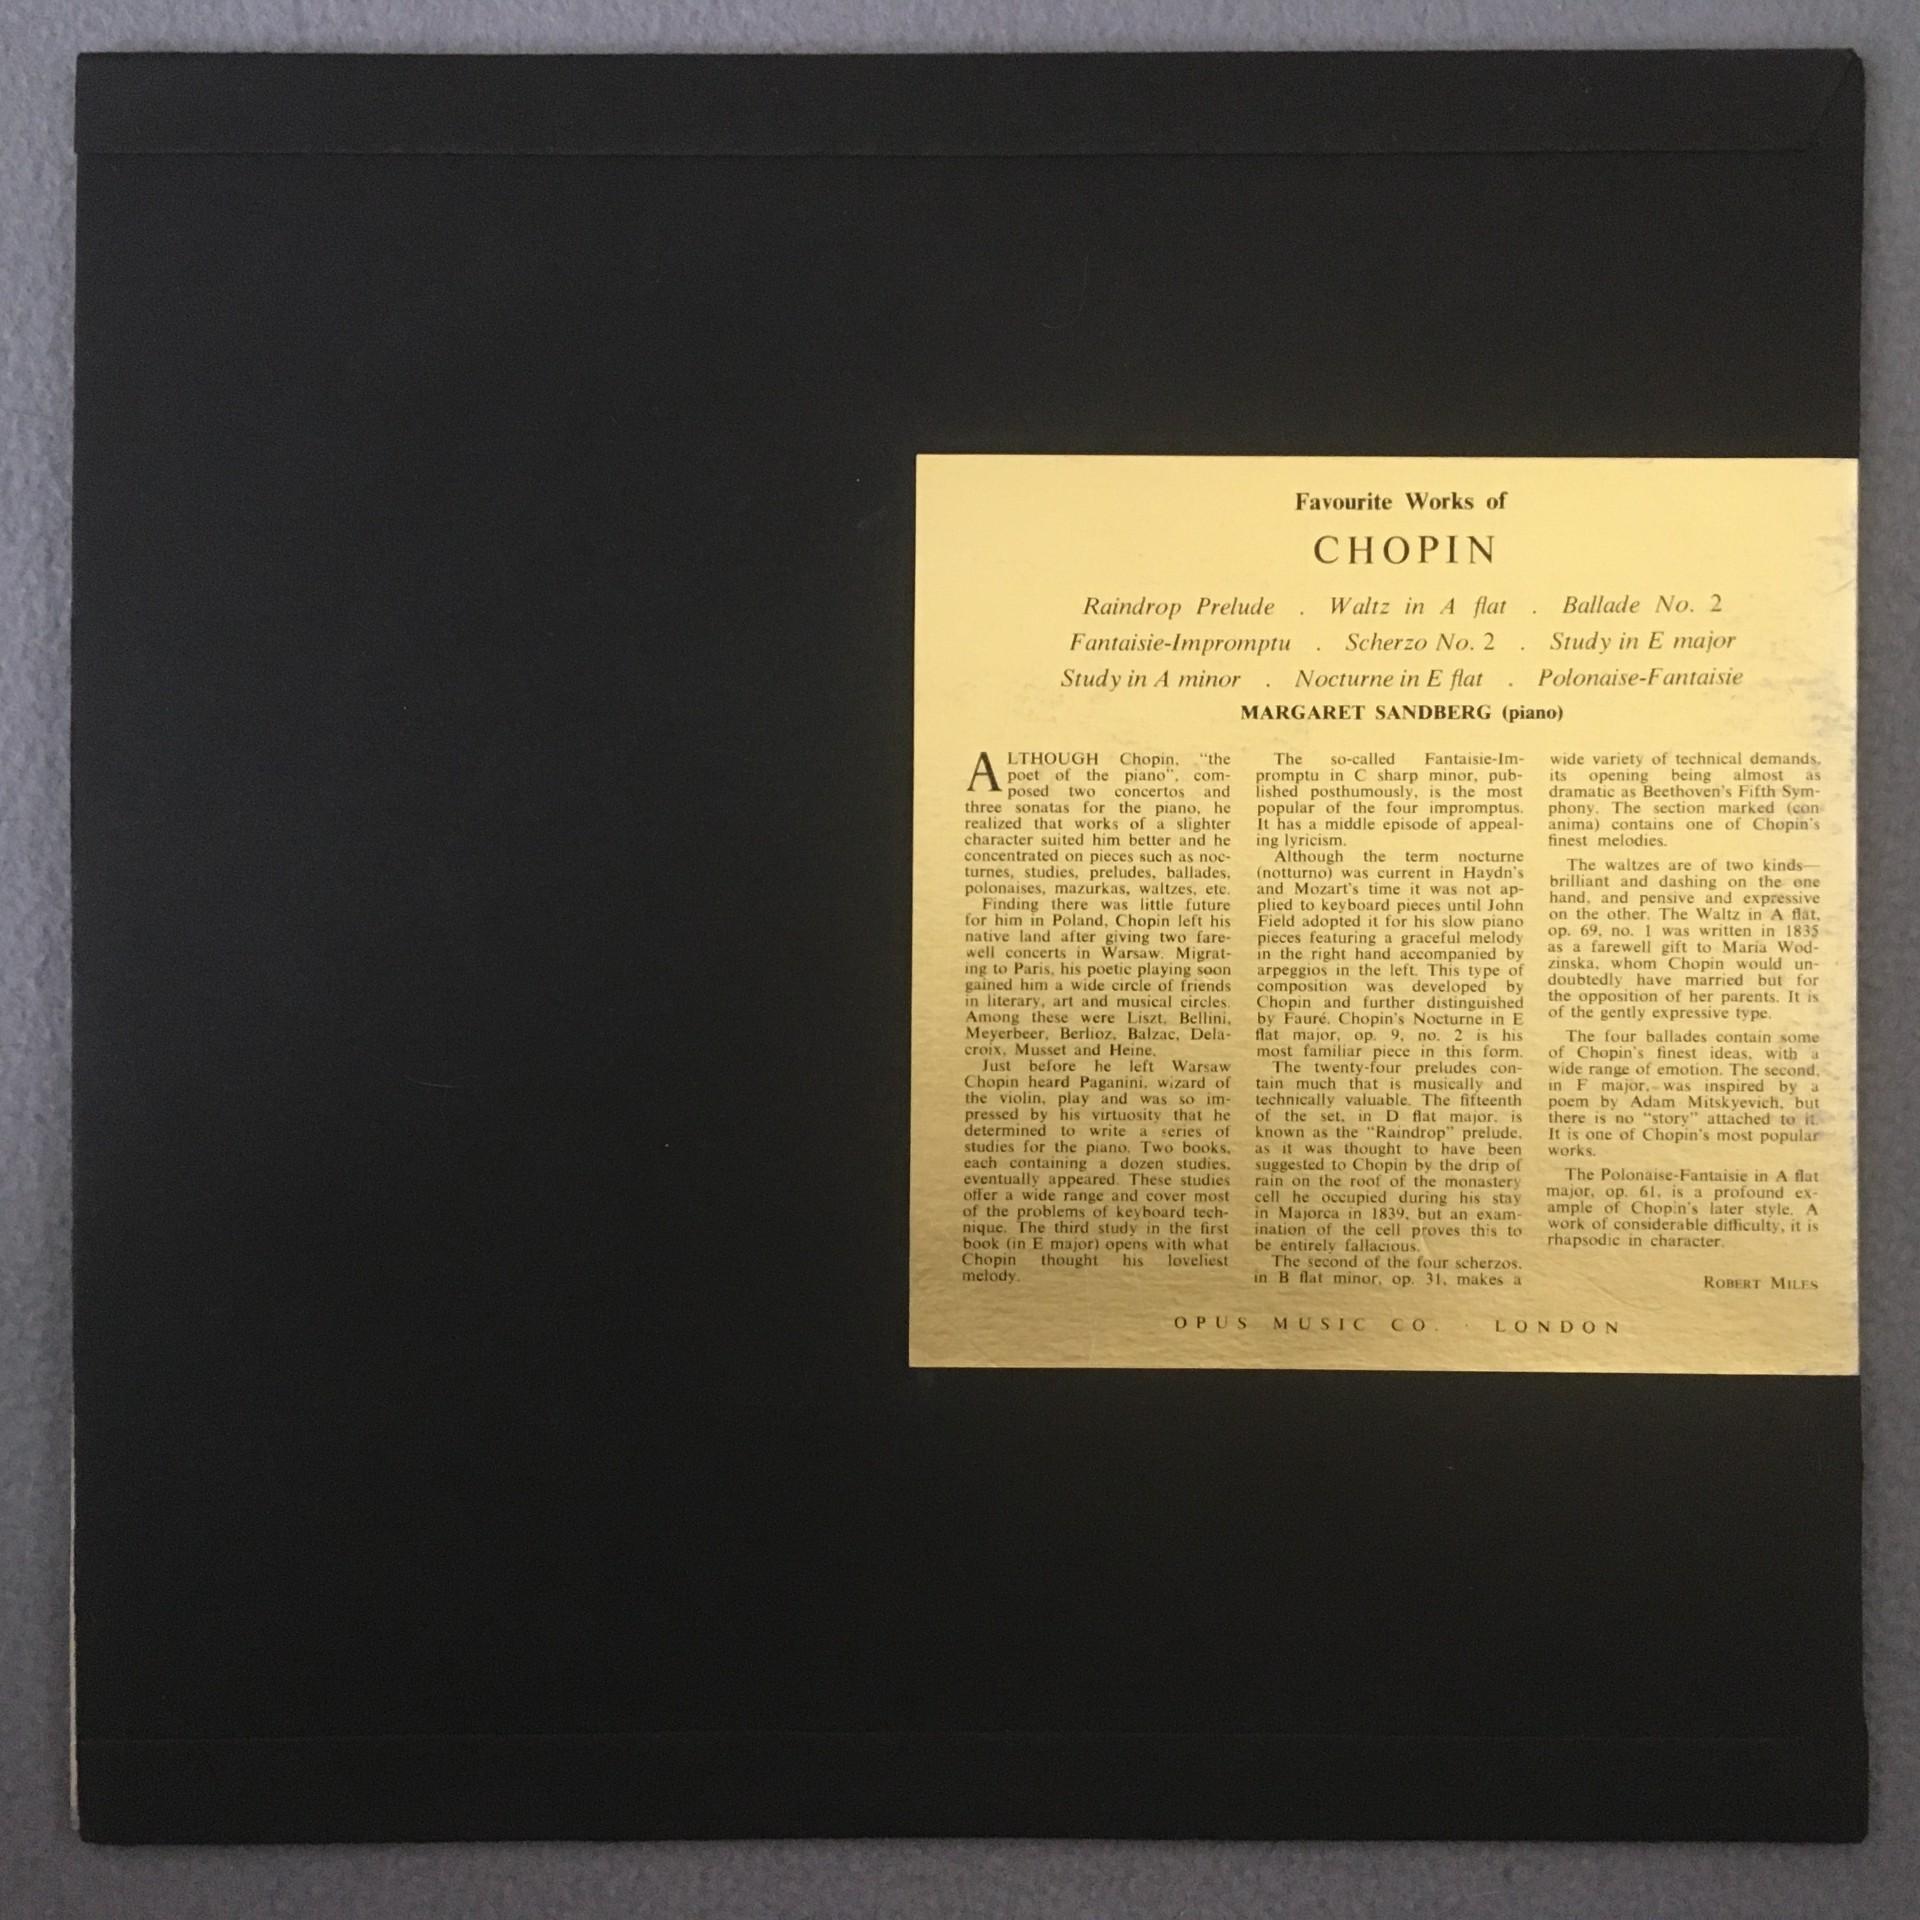 Favourite Works of
CHOPIN
Raindrop Prelude . Waltz in A flat . Ballade No. 2
Fantaisie-Impromptu . Scherzo No. 2 . Study in E major
Study in A minor . Nocturne in E flat . Polonaise-Fantaisie
MARGARET SANDBERG (piano)
ALTHOUGH Chopin, "the
poet of the piano", com-
posed two concertos and
three sonatas for the piano, he
realized that works of a slighter
character suited him better and he
concentrated on pieces such as noc-
turnes, studies, preludes, ballades,
polonaises, mazurkas, waltzes, etc.
Finding there was little future
for him in Poland, Chopin left his
native land after giving two fare-
well concerts in Warsaw. Migrat-
ing to Paris, his poetic playing soon
gained him a wide circle of friends
in literary, art and musical circles.
Among these were Liszt, Bellini,
Meyerbeer, Berlioz, Balzac, Dela-
croix, Musset and Heine.
Just before he left Warsaw
Chopin heard Paganini, wizard of
the violin, play and was so im-
pressed by his virtuosity that he
determined to write a series of
studies for the piano. Two books,
each containing a dozen studies,
eventually appeared. These studies
offer a wide range and cover most
of the problems of keyboard tech-
nique. The third study in the first
book (in E major) opens with what
Chopin thought his loveliest
melody.
The so-called Fantaisie-Im-
promptu in C sharp minor, pub-
lished posthumously, is the most
popular of the four impromptus.
It has a middle episode of appeal-
ing lyricism.
Although the term nocturne
(notturno) was current in Haydn's
and Mozart's time it was not ap-
plied to keyboard pieces until John
Field adopted it for his slow piano
pieces featuring a graceful melody
in the right hand accompanied by
arpeggios in the left. This type of
composition was developed by
Chopin and further distinguished
by Fauré. Chopin's Nocturne in E
flat major, op. 9, no. 2 is his
most familiar piece in this form.
The twenty-four preludes con-
tain much that is musically and
technically valuable. The fifteenth
of the set, in D flat major, is
known as the "Raindrop" prelude,
as it was thought to have been
suggested to Chopin by the drip of
rain on the roof of the monastery
cell he occupied during his stay
in Majorca in 1839, but an exam-
ination of the cell proves this to
be entirely fallacious.
The second of the four scherzos,
in B flat minor, op. 31, makes a
wide variety of technical demands,
its opening being almost as
dramatic as Beethoven's Fifth Sym-
phony. The section marked (con
anima) contains one of Chopin's
finest melodies.
The waltzes are of two kinds—
brilliant and dashing on the one
hand, and pensive and expressive
on the other. The Waltz in A flat,
op. 69, no. 1 was written in 1835
as a farewell gift to Maria Wod-
zinska, whom Chopin would un-
doubtedly have married but for
the opposition of her parents. It is
of the gently expressive type.
The four ballades contain some
of Chopin's finest ideas, with a
wide range of emotion. The second,
in F major, was inspired by a
poem by Adam Mitskyevich, but
there is no "story" attached to it.
It is one of Chopin's most popular
works.
The Polonaise-Fantaisie in A flat
major, op. 61, is a profound ex-
ample of Chopin's later style. A
work of considerable difficulty, it is
rhapsodic in character.
ROBERT MILES
OPUS MUSIC CO. · LONDON